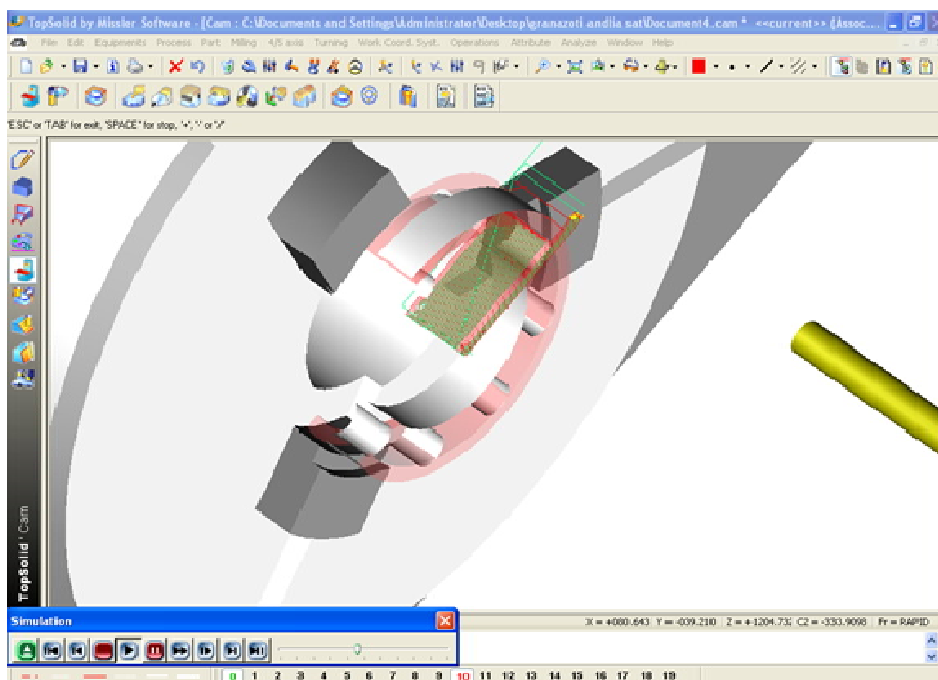 TopSolid by Missler Software - [Cam : C:\Documents and Settings\Administrator\Desktop\granazoti andlia sat\Document4..cam * <<current>> (Assoc...
File Edit Equipments Process Part: Milling 4/5 axis Turning Work Coord. Syst. Operations Attribute Analyze Window Help
'ESC' or 'TAB' for exit, 'SPACE' for stop, '+', '-' or '*/'
TopSolid'Cam
Simulation
X = +080.643 Y = -039.210 Z = +-1204.732 C2 = -333.9098 Fr = RAPID
0 1 2 3 4 5 6 7 8 9 10 11 12 13 14 15 16 17 18 19